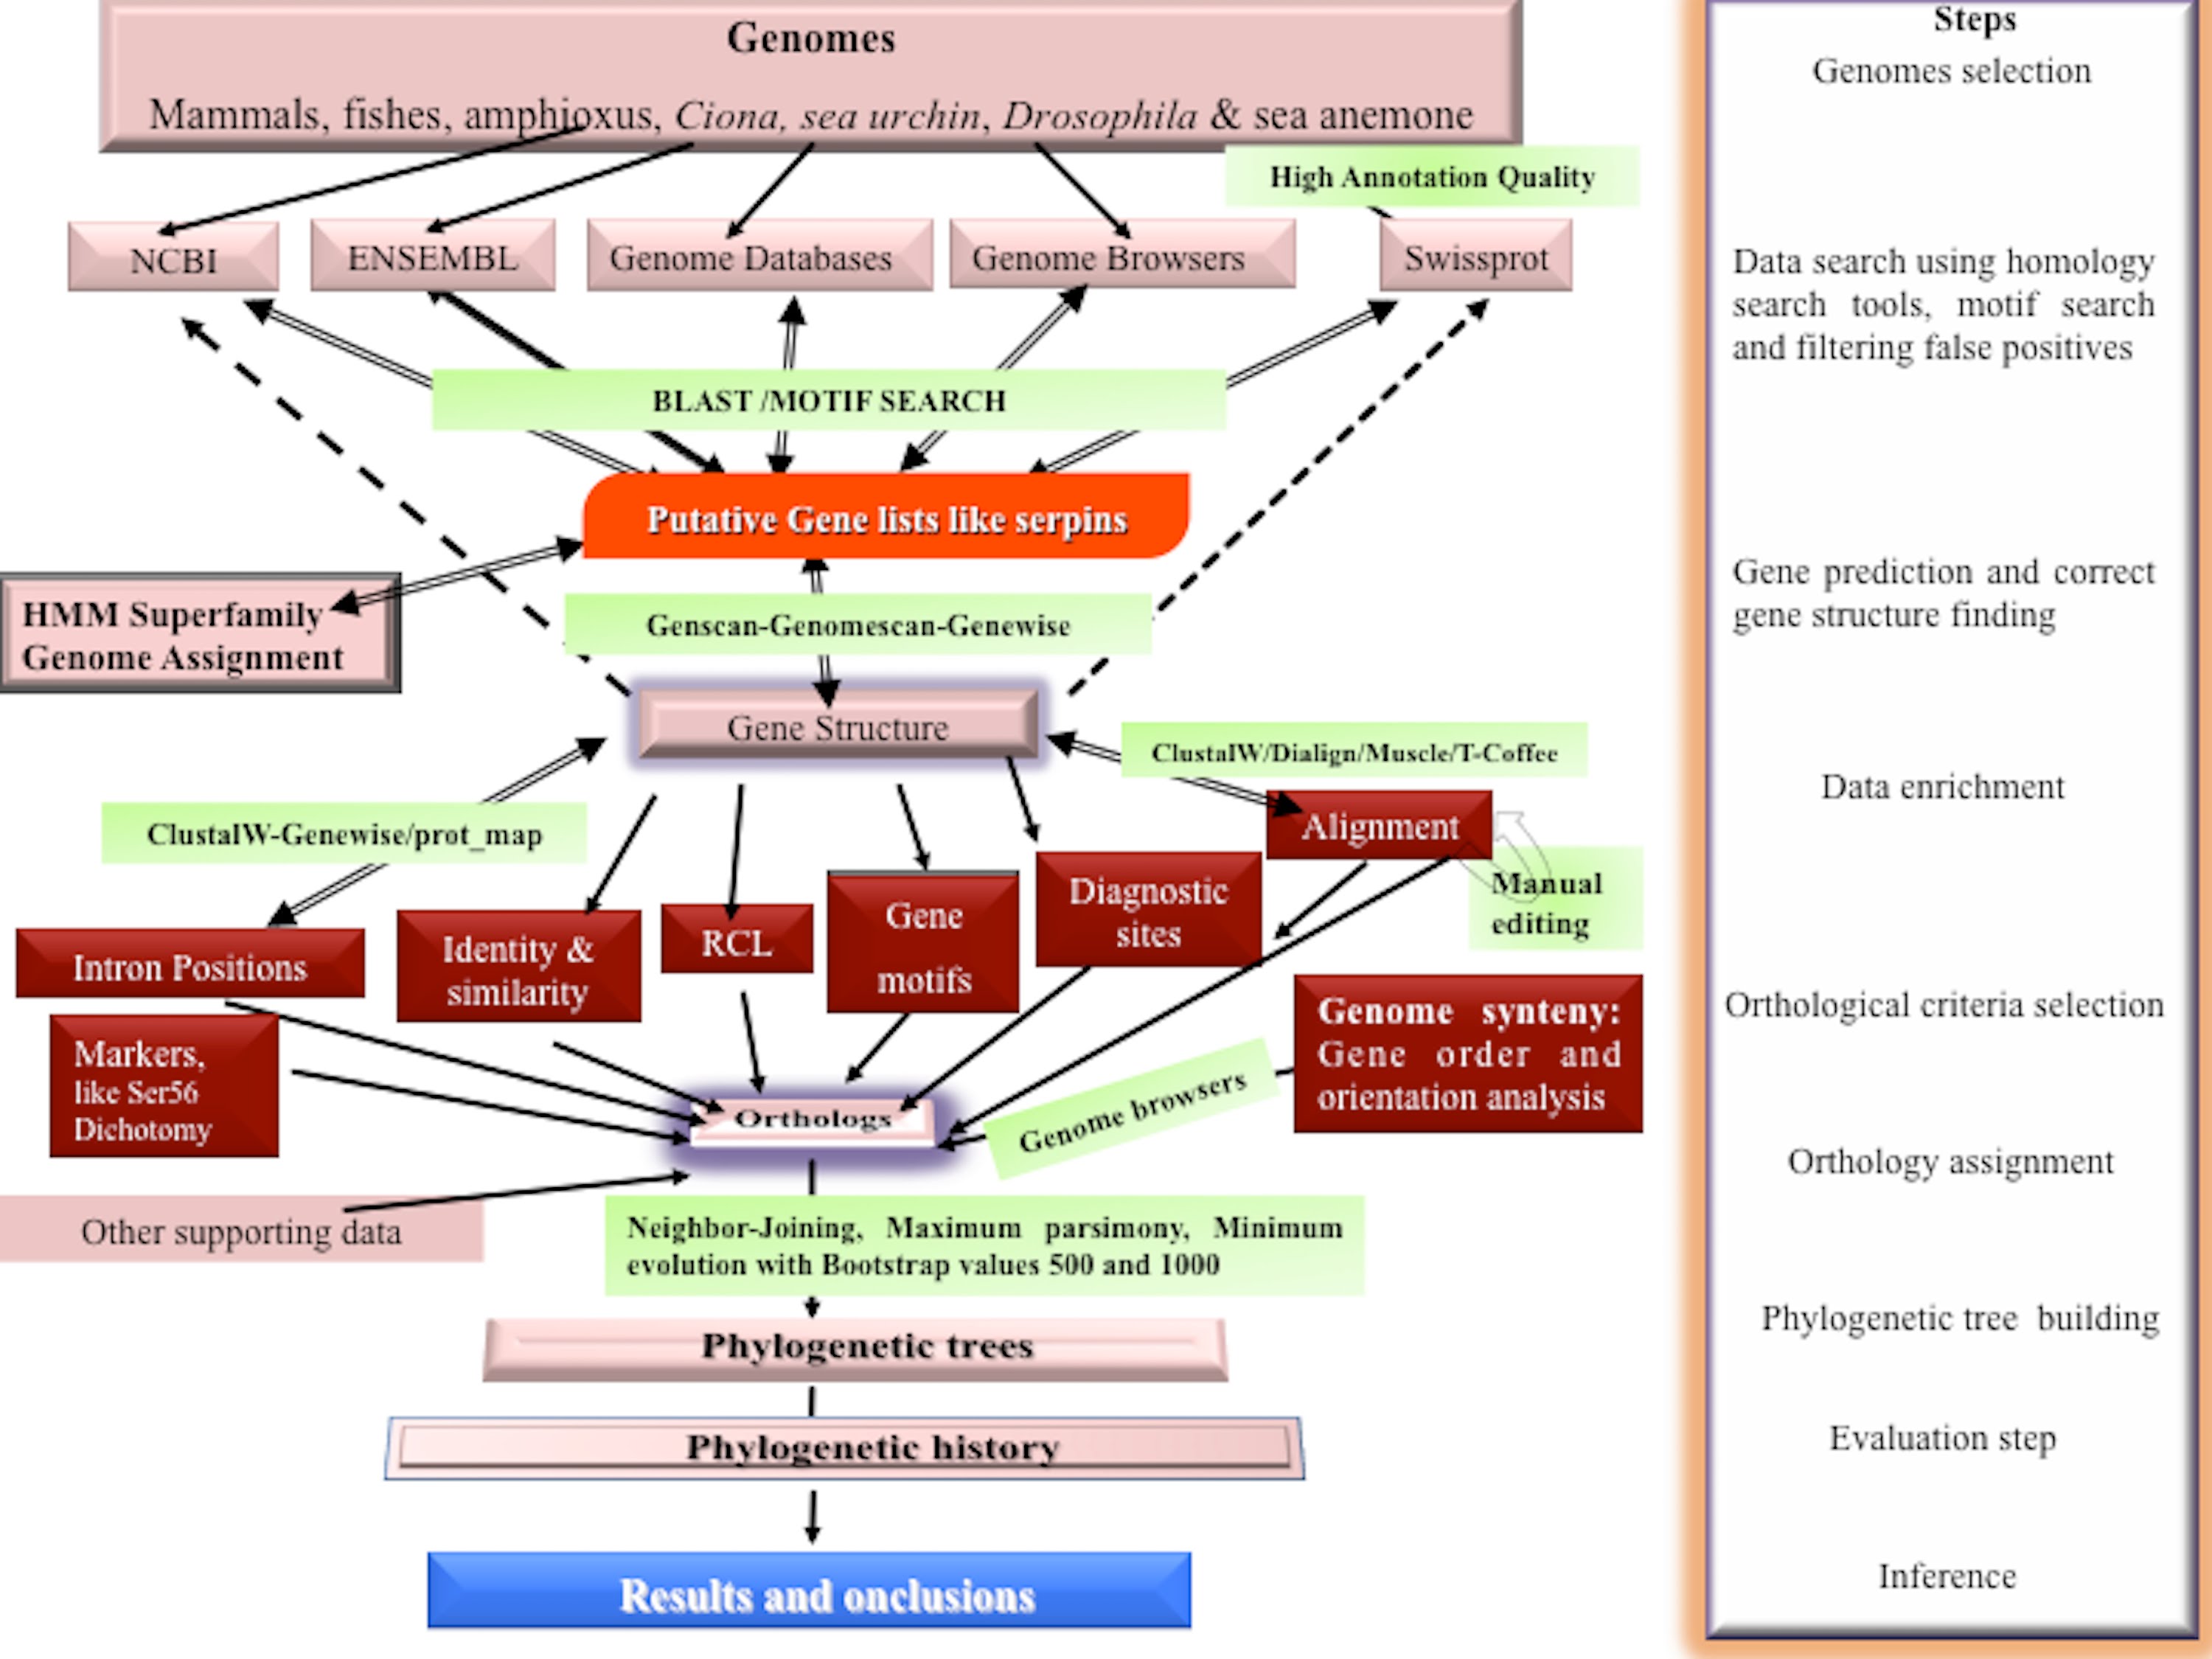 Genomes
Mammals, fishes, amphioxus, Ciona, sea urchin, Drosophila & sea anemone
High Annotation Quality
NCBI
ENSEMBL
Genome Databases
Genome Browsers
Swissprot
BLAST /MOTIF SEARCH
Putative Gene lists like serpins
HMM Superfamily
Genome Assignment
Genscan-Genomescan-Genewise
Gene Structure
ClustalW/Dialign/Muscle/T-Coffee
ClustalW-Genewise/prot_map
Alignment
Manual
editing
Intron Positions
Identity &
similarity
RCL
Gene
motifs
Diagnostic
sites
Markers,
like Ser56
Dichotomy
Genome synteny:
Gene order and
orientation analysis
Genome browsers
Orthologs
Other supporting data
Neighbor-Joining, Maximum parsimony, Minimum
evolution with Bootstrap values 500 and 1000
Phylogenetic trees
Phylogenetic history
Results and onclusions
Steps
Genomes selection
Data search using homology
search tools, motif search
and filtering false positives
Gene prediction and correct
gene structure finding
Data enrichment
Orthological criteria selection
Orthology assignment
Phylogenetic tree building
Evaluation step
Inference